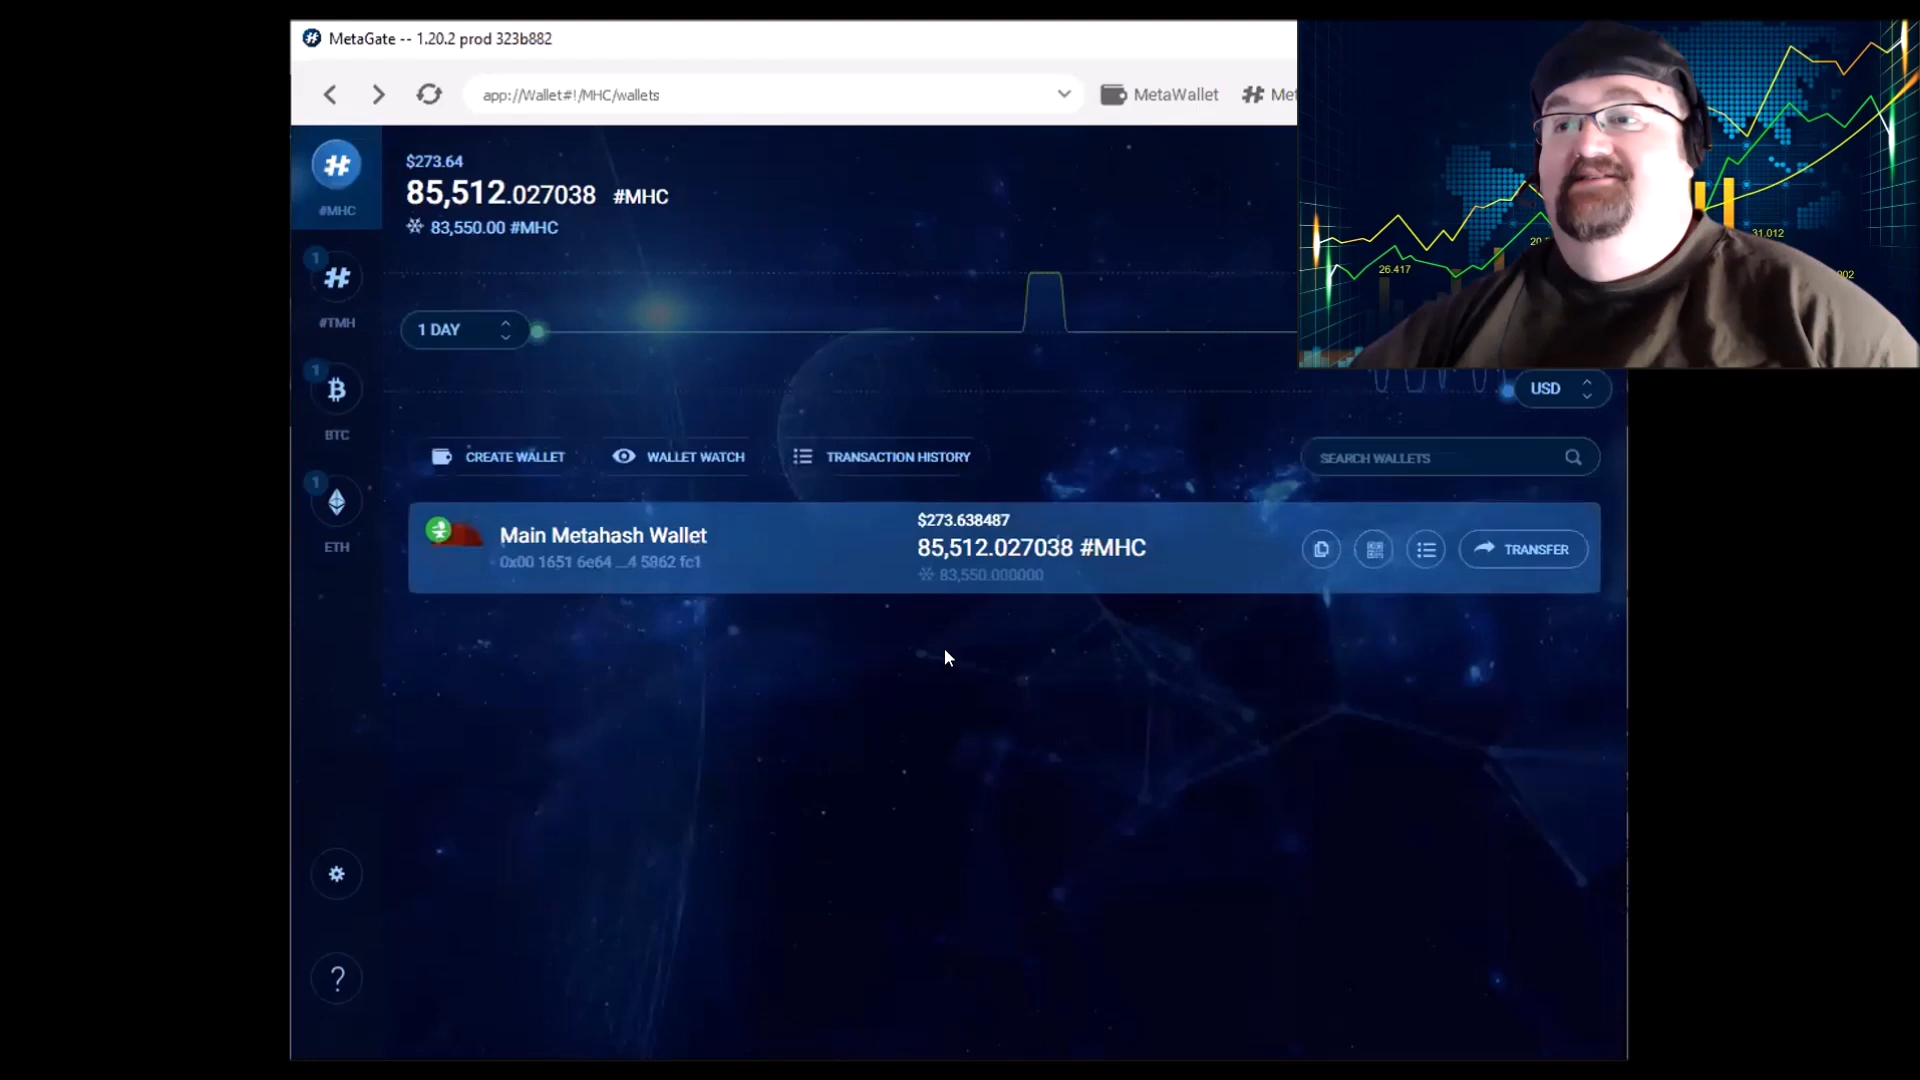 MetaGate -- 1.20.2 prod 323b882
app://Wallet#!/MHC/wallets
MetaWallet
#MHC
$273.64
85,512.027038 #MHC
83,550.00 #MHC
1
#TMH
1 DAY
1
BTC
USD
1
ETH
CREATE WALLET
WALLET WATCH
TRANSACTION HISTORY
SEARCH WALLETS
Main Metahash Wallet
0x00 1651 6e64 ...4 5862 fc1
$273.638487
85,512.027038 #MHC
83,550.000000
TRANSFER
?
26.417
31.012